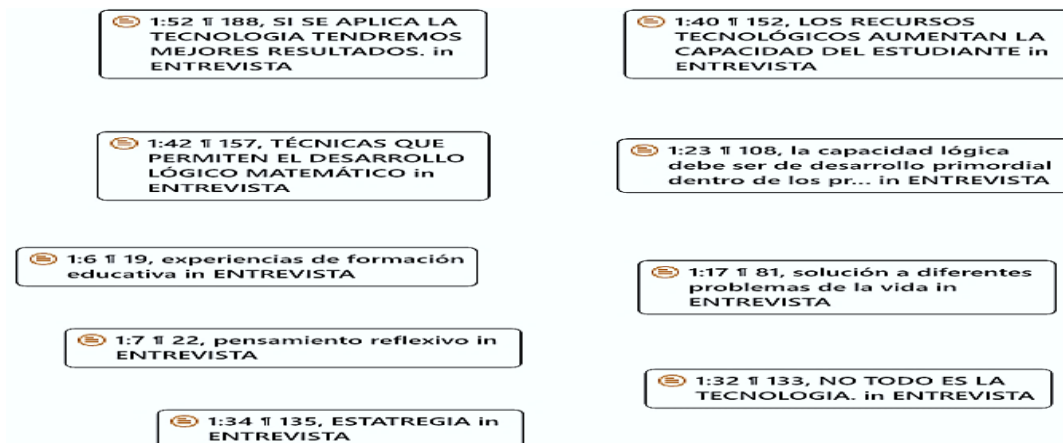 1:52 ¶ 188, SI SE APLICA LA
TECNOLOGIA TENDREMOS
MEJORES RESULTADOS. in
ENTREVISTA
1:40 ¶ 152, LOS RECURSOS
TECNOLÓGICOS AUMENTAN LA
CAPACIDAD DEL ESTUDIANTE in
ENTREVISTA
1:42 ¶ 157, TÉCNICAS QUE
PERMITEN EL DESARROLLO
LÓGICO MATEMÁTICO in
ENTREVISTA
1:23 ¶ 108, la capacidad lógica
debe ser de desarrollo primordial
dentro de los pr... in ENTREVISTA
1:6 ¶ 19, experiencias de formación
educativa in ENTREVISTA
1:17 ¶ 81, solución a diferentes
problemas de la vida in
ENTREVISTA
1:7 ¶ 22, pensamiento reflexivo in
ENTREVISTA
1:32 ¶ 133, NO TODO ES LA
TECNOLOGIA. in ENTREVISTA
1:34 ¶ 135, ESTATREGIA in
ENTREVISTA